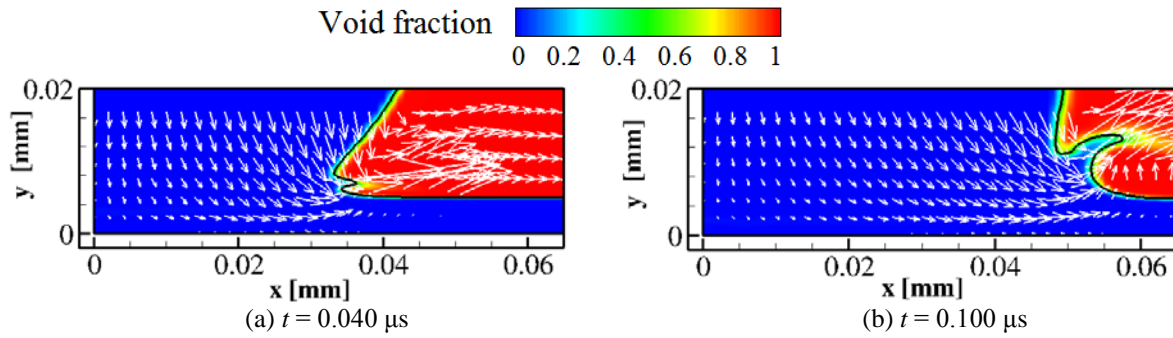 Void fraction
0 0.2 0.4 0.6 0.8 1
0.02
y [mm]
0
0 0.02 0.04 0.06
x [mm]
(a) t = 0.040 μs
0.02
y [mm]
0
0 0.02 0.04 0.06
x [mm]
(b) t = 0.100 μs